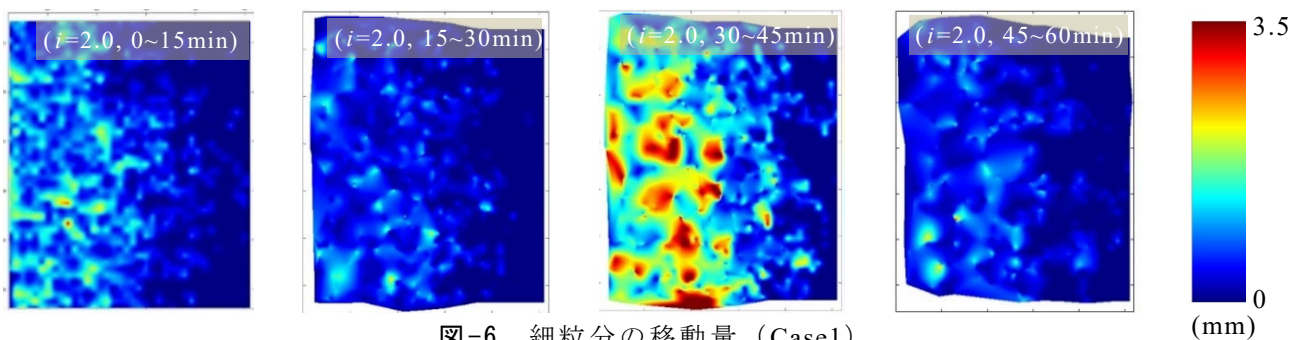 (i=2.0, 0~15min)
(i=2.0, 15~30min)
(i=2.0, 30~45min)
(i=2.0, 45~60min)
3.5
0
(mm)
図-6 細粒分の移動量（Case1）